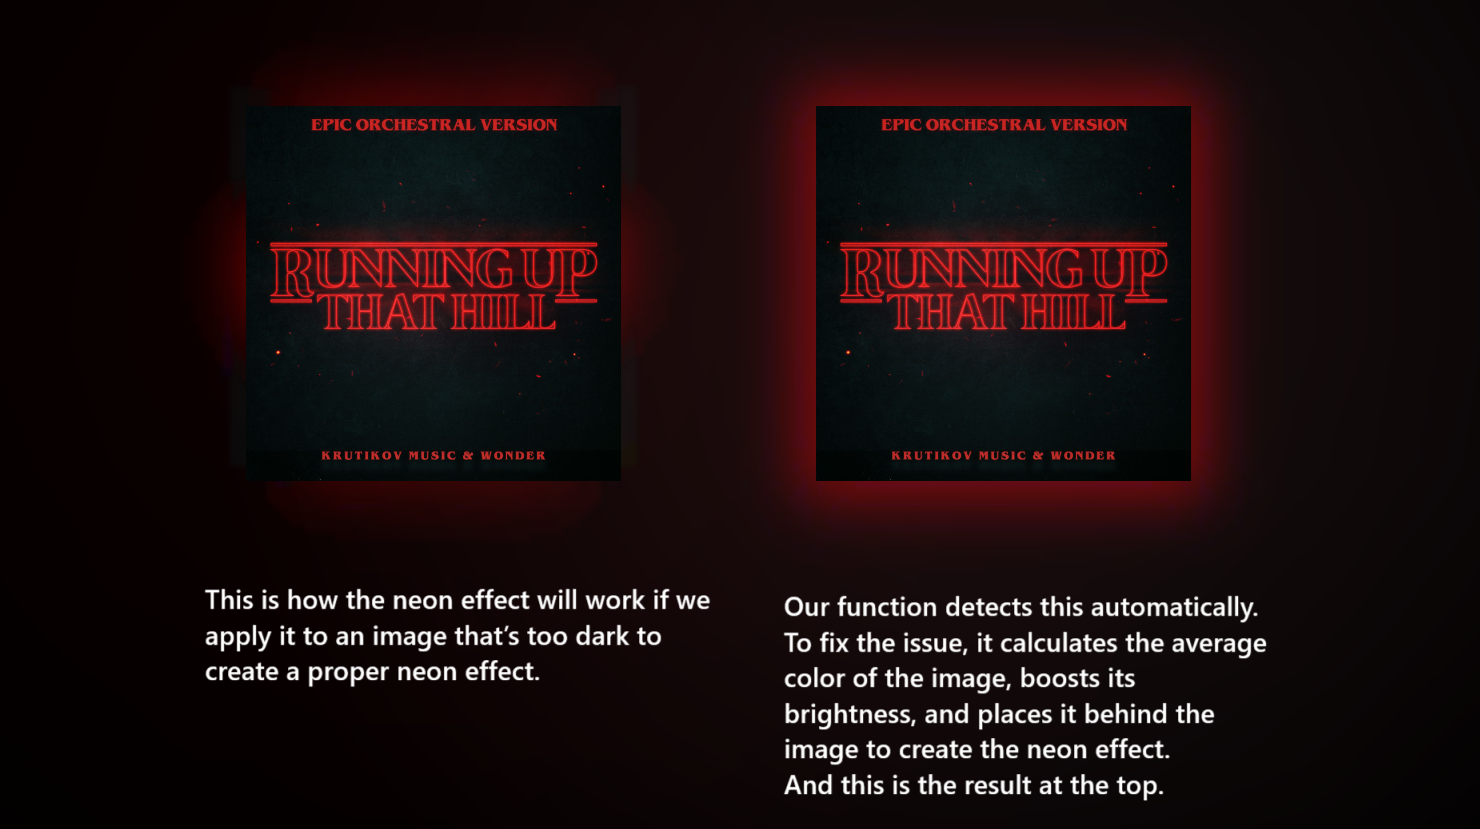 EPIC ORCHESTRAL VERSION
RUNNING UP
THAT HILL
KRUTIKOV MUSIC & WONDER
This is how the neon effect will work if we
apply it to an image that's too dark to
create a proper neon effect.
EPIC ORCHESTRAL VERSION
RUNNING UP
THAT HILL
KRUTIKOV MUSIC & WONDER
Our function detects this automatically.
To fix the issue, it calculates the average
color of the image, boosts its
brightness, and places it behind the
image to create the neon effect.
And this is the result at the top.